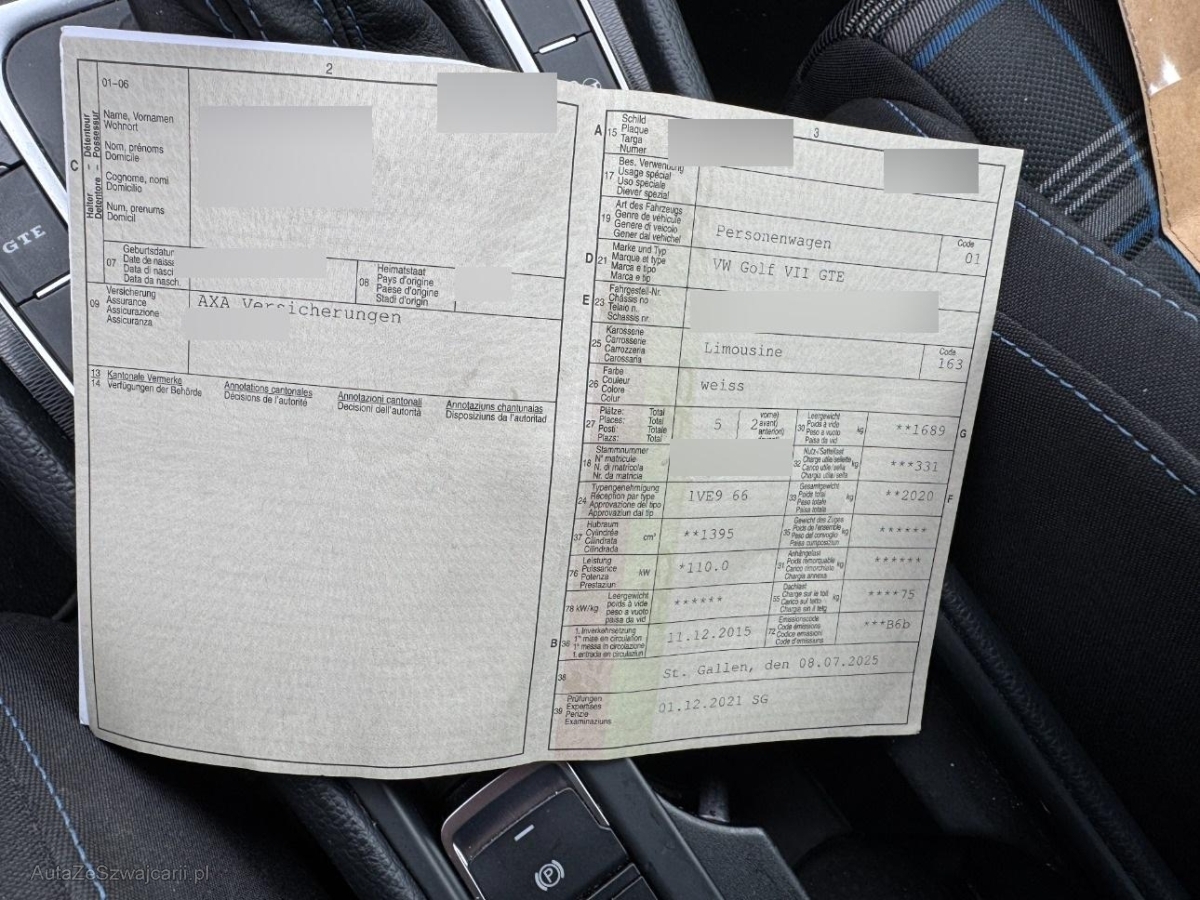 2
01-06
Name, Vornamen
Wohnort
Nom, prénoms
Domicile
Cognome, nomi
Domicilio
Num, prenums
Domicil
C
Halter - Détenteur
Detentore - Possessur
07
Geburtsdatum
Date de naiss
Data di nasci
Data da nasch
08
Heimatstaat
Pays d'origine
Paese d'origine
Stadi d'origin
09
Versicherung
Assurance
Assicurazione
Assicuranza
AXA Versicherungen
13
14
Kantonale Vermerke
Verfügungen der Behörde
Annotations cantonales
Décisions de l'autorité
Annotazioni cantonali
Decisioni dell'autorità
Annotaziuns chantunalas
Disposiziuns da l'autoritad
3
A
15
Schild
Plaque
Targa
Numer
17
Bes. Verwendung
Usage spécial
Uso speciale
Diever spezial
19
Art des Fahrzeugs
Genre de véhicule
Genere di veicolo
Gener dal vehichel
Personenwagen
Code
01
D
21
Marke und Typ
Marque et type
Marca e tipo
Marca e tip
VW Golf VII GTE
E
23
Fahrgestell-Nr.
Châssis no
Telaio n.
Schassis nr.
25
Karosserie
Carrosserie
Carrozzeria
Carossaria
Limousine
Code
163
26
Farbe
Couleur
Colore
Colur
weiss
27
Plätze: Total
Places: Total
Posti: Totale
Plazs: Total
5
2
vorne)
avant)
anteriori)
30
Leergewicht
Poids à vide
Peso a vuoto
Paisa da vid
kg
**1689
G
18
Stammnummer
N° matricule
N. di matricola
Nr. da matricla
32
Nutz-/Sattellast
Charge utile/sellette
Carico utile/sella
Chargia utila/sella
kg
***331
24
Typengenehmigung
Réception par type
Approvazione del tipo
Approvaziun dal tip
1VE9 66
33
Gesamtgewicht
Poids total
Peso totale
Paisa totala
kg
**2020
F
37
Hubraum
Cylindrée
Cilindrata
Cilindrada
cm³
**1395
35
Gewicht des Zuges
Poids de l'ensemble
Peso del convoglio
Paisa cumposiziun
kg
******
76
Leistung
Puissance
Potenza
Prestaziun
kW
*110.0
31
Anhängelast
Poids remorquable
Carico rimorchiato
Chargia annexa
kg
******
78 kW/kg
Leergewicht
poids à vide
peso a vuoto
paisa da vid
******
55
Dachlast
Charge sur le toit
Carico sul tetto
Chargia sin il tetg
kg
****75
B
36
1. Inverkehrsetzung
1re mise en circulation
1a messa in circolazione
1. entrada en circulaziun
11.12.2015
72
Emissionscode
Code émissions
Codice emissioni
Code d'emissiuns
***B6b
38
St. Gallen, den 08.07.2025
39
Prüfungen
Expertises
Perizie
Examinaziuns
01.12.2021 SG
GTE
P
AutaZeSzwajcarii.pl